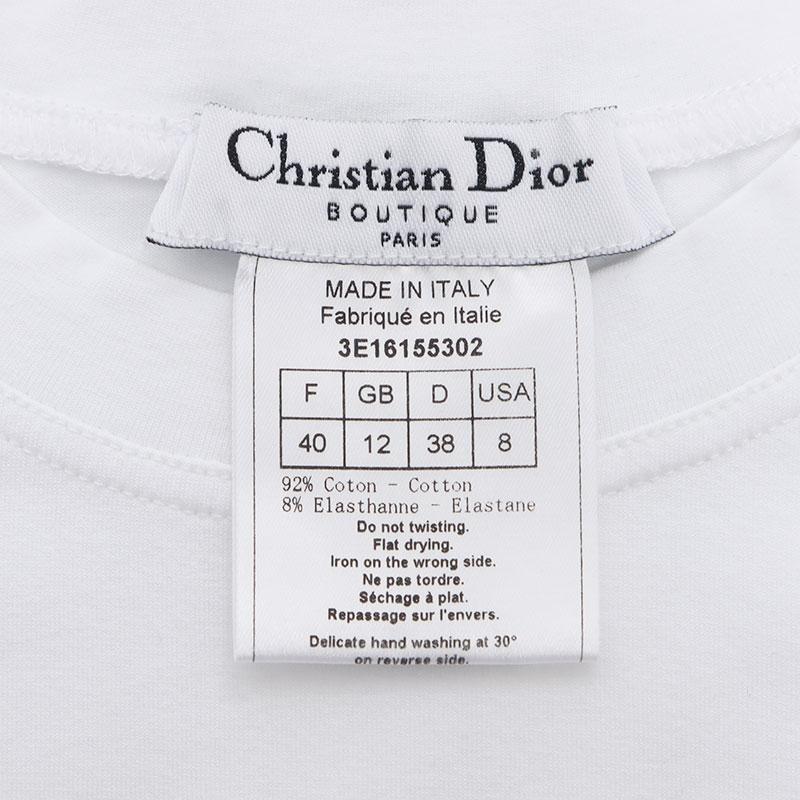 Christian Dior
BOUTIQUE
PARIS
MADE IN ITALY
Fabriqué en Italie
3E16155302
F GB D USA
40 12 38 8
92% Coton - Cotton
8% Elasthanne - Elastane
Do not twisting.
Flat drying.
Iron on the wrong side.
Ne pas tordre.
Séchage à plat.
Repassage sur l'envers.
Delicate hand washing at 30°
on reverse side.